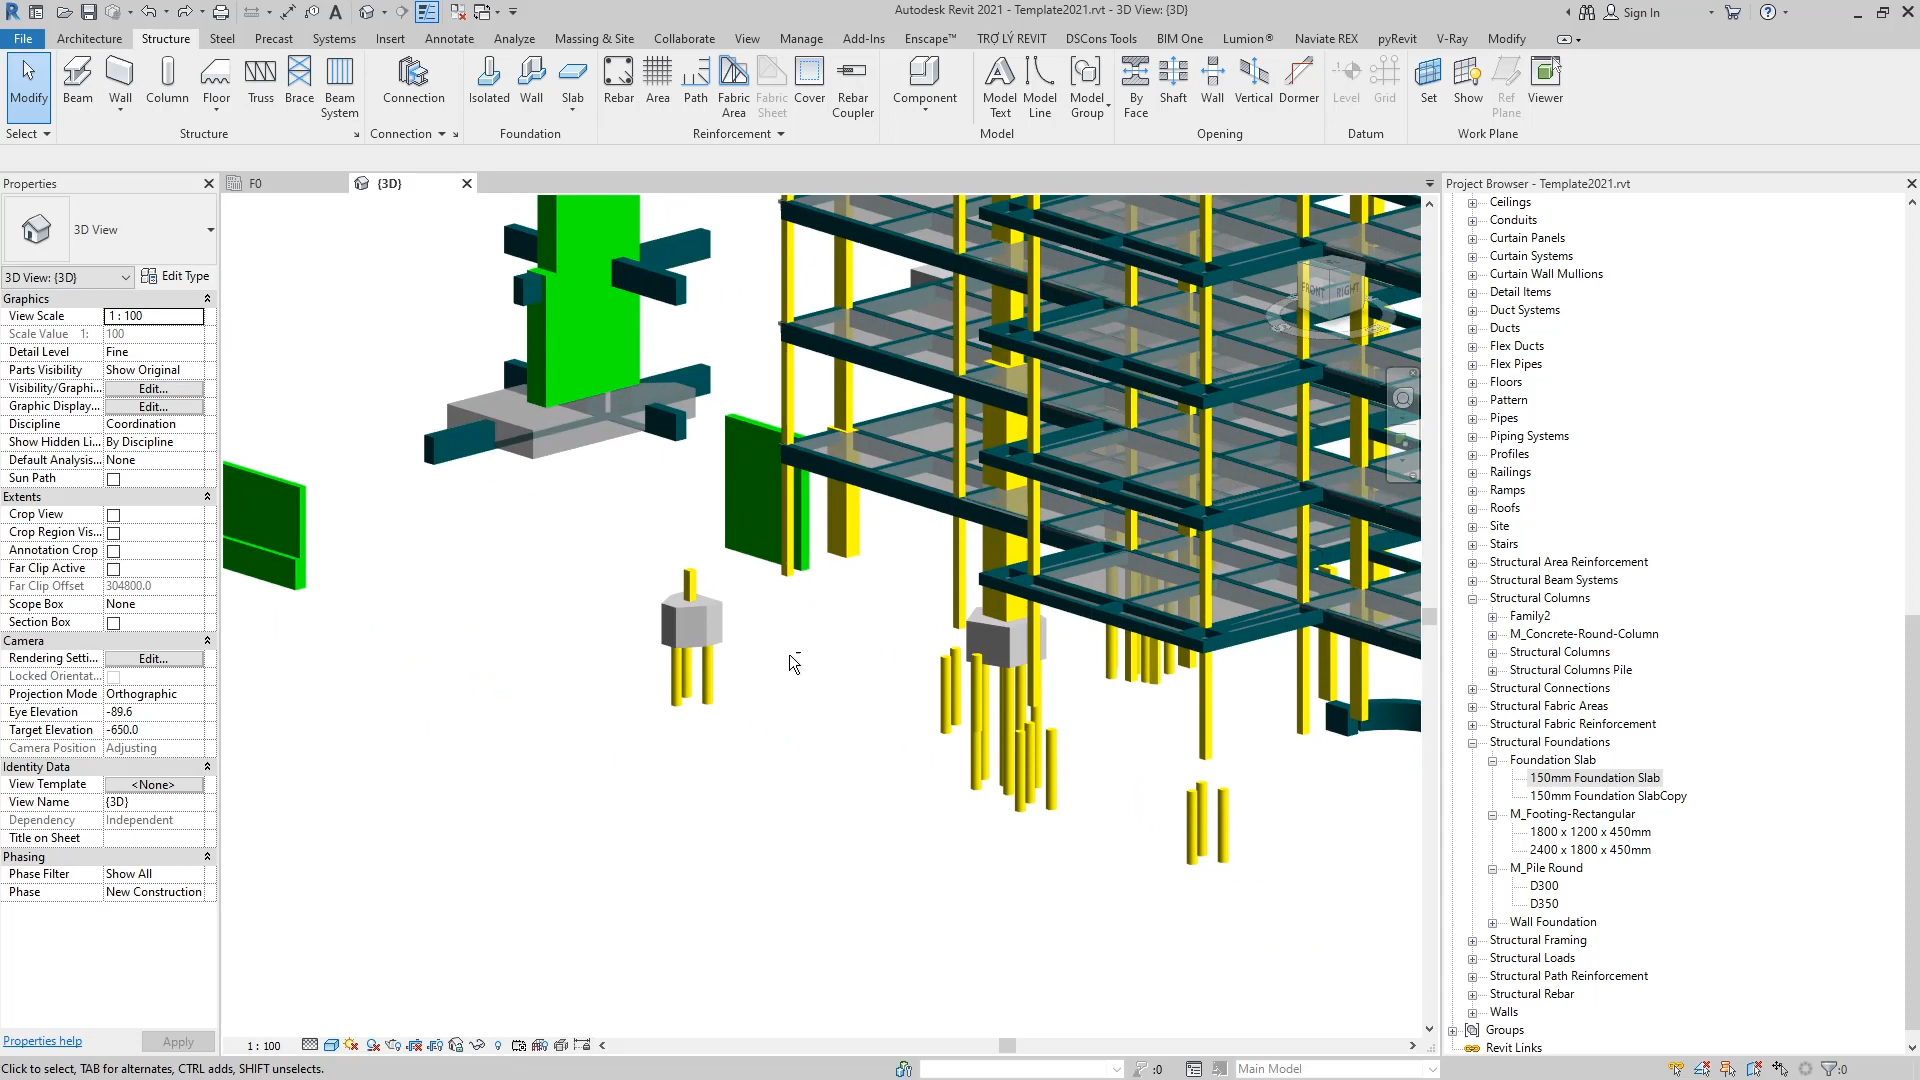 Autodesk Revit 2021 - Template2021.rvt - 3D View: {3D}
Sign In
File
Architecture
Structure
Steel
Precast
Systems
Insert
Annotate
Analyze
Massing & Site
Collaborate
View
Manage
Add-Ins
Enscape™
TRỢ LÝ REVIT
DSCons Tools
BIM One
Lumion®
Naviate REX
pyRevit
V-Ray
Modify
Modify
Beam
Wall
Column
Floor
Truss
Brace
Beam System
Connection
Isolated
Wall
Slab
Rebar
Area
Path
Fabric Area
Fabric Sheet
Cover
Rebar Coupler
Component
Model Text
Model Line
Model Group
By Face
Shaft
Wall
Vertical
Dormer
Level
Grid
Set
Show
Ref Plane
Viewer
Select
Structure
Connection
Foundation
Reinforcement
Model
Opening
Datum
Work Plane
Properties
F0
{3D}
Project Browser - Template2021.rvt
3D View
3D View: {3D}
Edit Type
Graphics
View Scale 1 : 100
Scale Value 1: 100
Detail Level Fine
Parts Visibility Show Original
Visibility/Graphi... Edit...
Graphic Display... Edit...
Discipline Coordination
Show Hidden Li... By Discipline
Default Analysis... None
Sun Path
Extents
Crop View
Crop Region Vis...
Annotation Crop
Far Clip Active
Far Clip Offset 304800.0
Scope Box None
Section Box
Camera
Rendering Setti... Edit...
Locked Orientat...
Projection Mode Orthographic
Eye Elevation -89.6
Target Elevation -650.0
Camera Position Adjusting
Identity Data
View Template <None>
View Name {3D}
Dependency Independent
Title on Sheet
Phasing
Phase Filter Show All
Phase New Construction
Properties help
Apply
FRONT
RIGHT
Ceilings
Conduits
Curtain Panels
Curtain Systems
Curtain Wall Mullions
Detail Items
Duct Systems
Ducts
Flex Ducts
Flex Pipes
Floors
Pattern
Pipes
Piping Systems
Profiles
Railings
Ramps
Roofs
Site
Stairs
Structural Area Reinforcement
Structural Beam Systems
Structural Columns
Family2
M_Concrete-Round-Column
Structural Columns
Structural Columns Pile
Structural Connections
Structural Fabric Areas
Structural Fabric Reinforcement
Structural Foundations
Foundation Slab
150mm Foundation Slab
150mm Foundation SlabCopy
M_Footing-Rectangular
1800 x 1200 x 450mm
2400 x 1800 x 450mm
M_Pile Round
D300
D350
Wall Foundation
Structural Framing
Structural Loads
Structural Path Reinforcement
Structural Rebar
Walls
Groups
Revit Links
1 : 100
Click to select, TAB for alternates, CTRL adds, SHIFT unselects.
:0
Main Model
:0